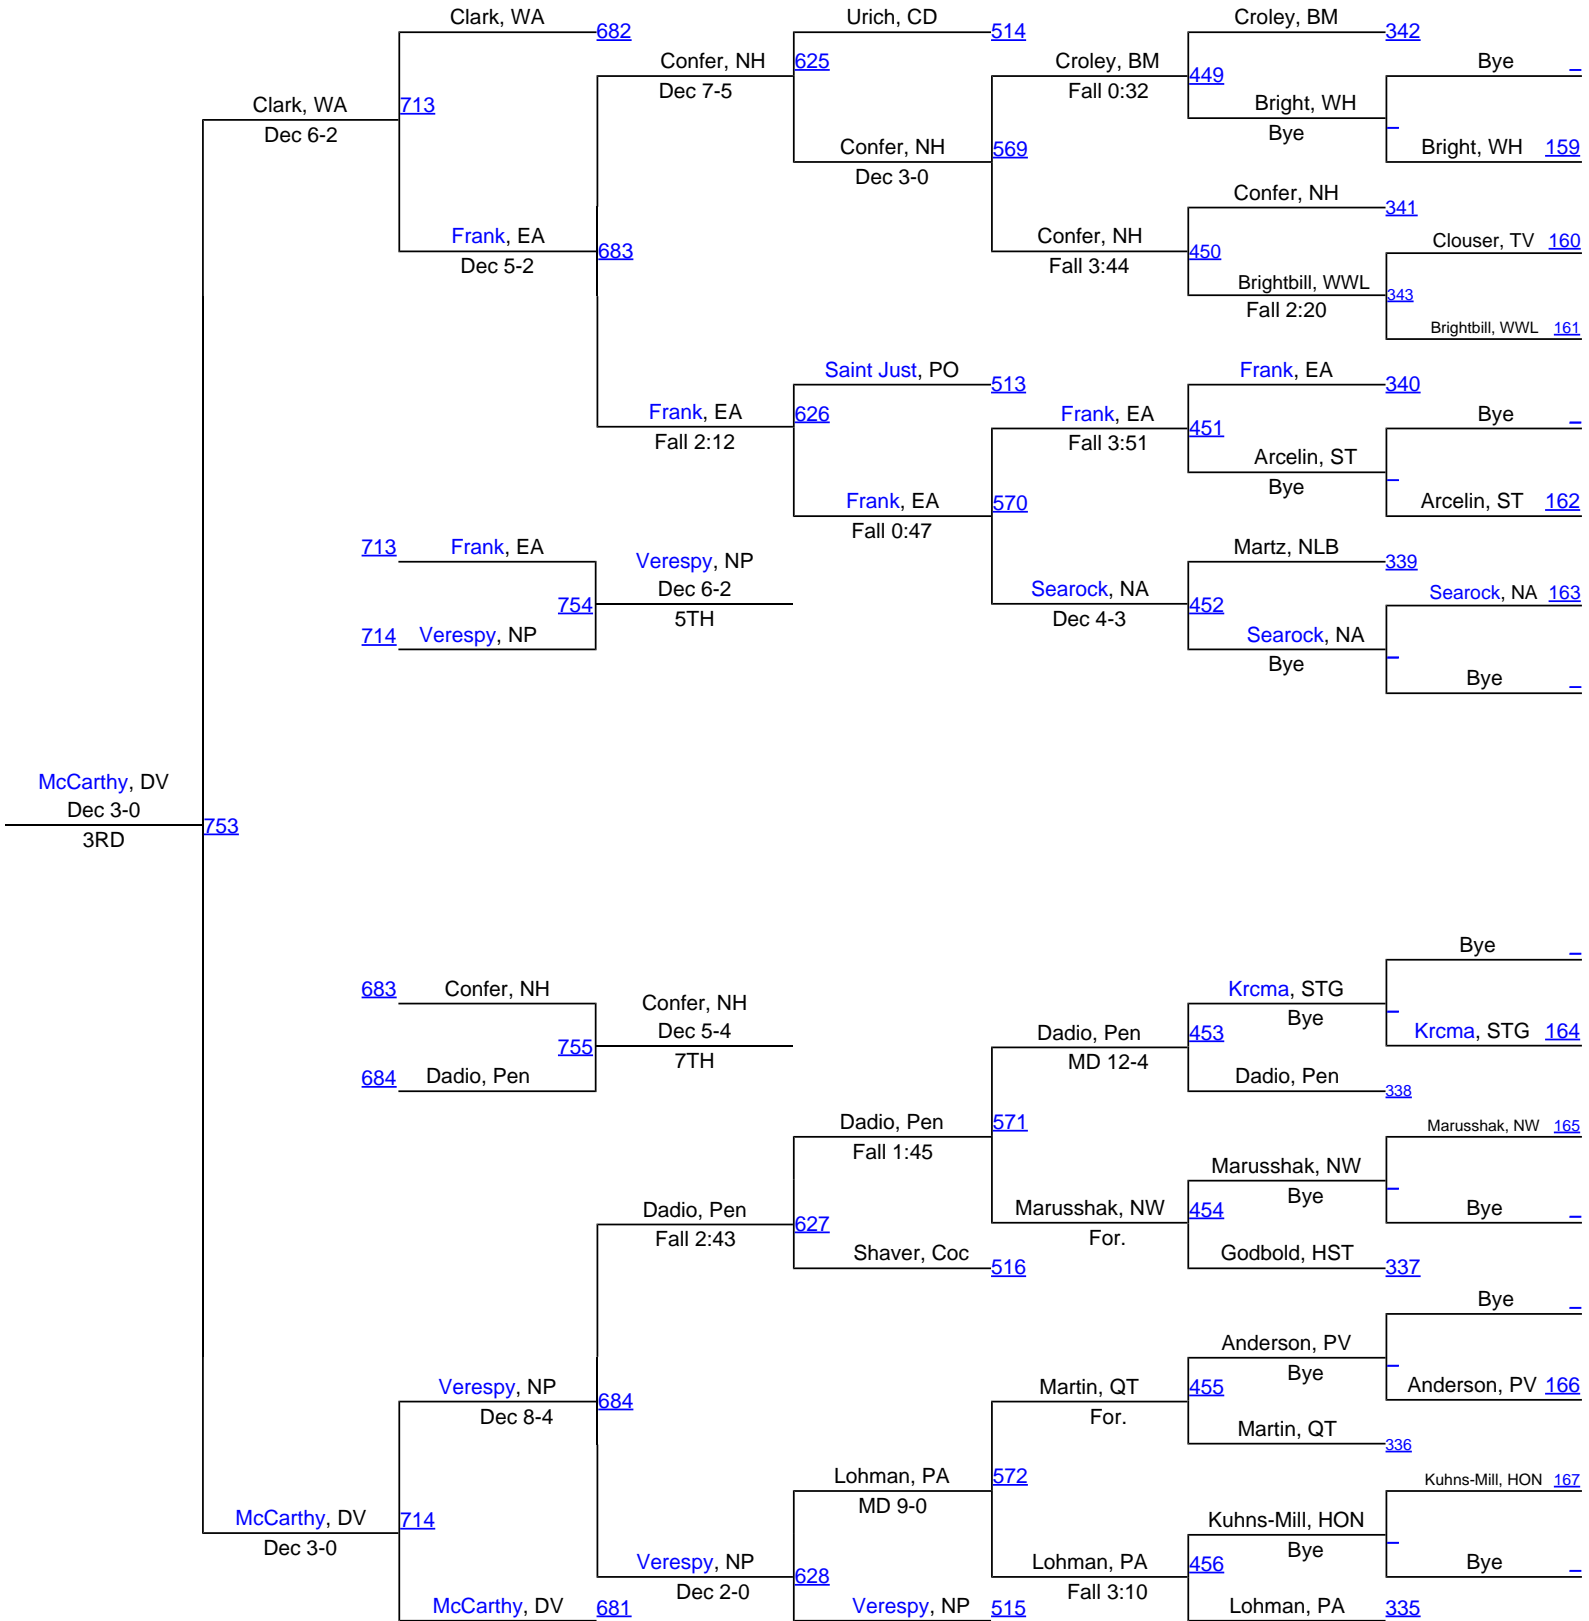 Clark, WA
682
Urich, CD
514
Croley, BM
342
Confer, NH
Dec 7-5
625
Croley, BM
Fall 0:32
449
Bye
_
Clark, WA
Dec 6-2
713
Bright, WH
Bye
_
Confer, NH
Dec 3-0
569
Bright, WH 159
Confer, NH
341
Frank, EA
Dec 5-2
683
Confer, NH
Fall 3:44
450
Clouser, TV 160
Brightbill, WWL
Fall 2:20
343
Brightbill, WWL 161
Saint Just, PO
513
Frank, EA
340
Frank, EA
Fall 2:12
626
Frank, EA
Fall 3:51
451
Bye
_
Arcelin, ST
Bye
_
Frank, EA
Fall 0:47
570
Arcelin, ST 162
713 Frank, EA
Verespy, NP
Dec 6-2
5TH
754
714 Verespy, NP
Martz, NLB
339
Searock, NA
Dec 4-3
452
Searock, NA 163
Searock, NA
Bye
_
Bye
_
McCarthy, DV
Dec 3-0
3RD
753
Bye
_
683 Confer, NH
Confer, NH
Dec 5-4
7TH
755
684 Dadio, Pen
Krcma, STG
Bye
_
Dadio, Pen
MD 12-4
453
Krcma, STG 164
Dadio, Pen
338
Dadio, Pen
Fall 1:45
571
Marusshak, NW 165
Marusshak, NW
Bye
_
Dadio, Pen
Fall 2:43
627
Marusshak, NW
For.
454
Bye
_
Shaver, Coc
516
Godbold, HST
337
Bye
_
Anderson, PV
Bye
_
Verespy, NP
Dec 8-4
684
Martin, QT
For.
455
Anderson, PV 166
Martin, QT
336
Lohman, PA
MD 9-0
572
Kuhns-Mill, HON 167
McCarthy, DV
Dec 3-0
714
Kuhns-Mill, HON
Bye
_
Verespy, NP
Dec 2-0
628
Lohman, PA
Fall 3:10
456
Bye
_
McCarthy, DV
681
Verespy, NP
515
Lohman, PA
335